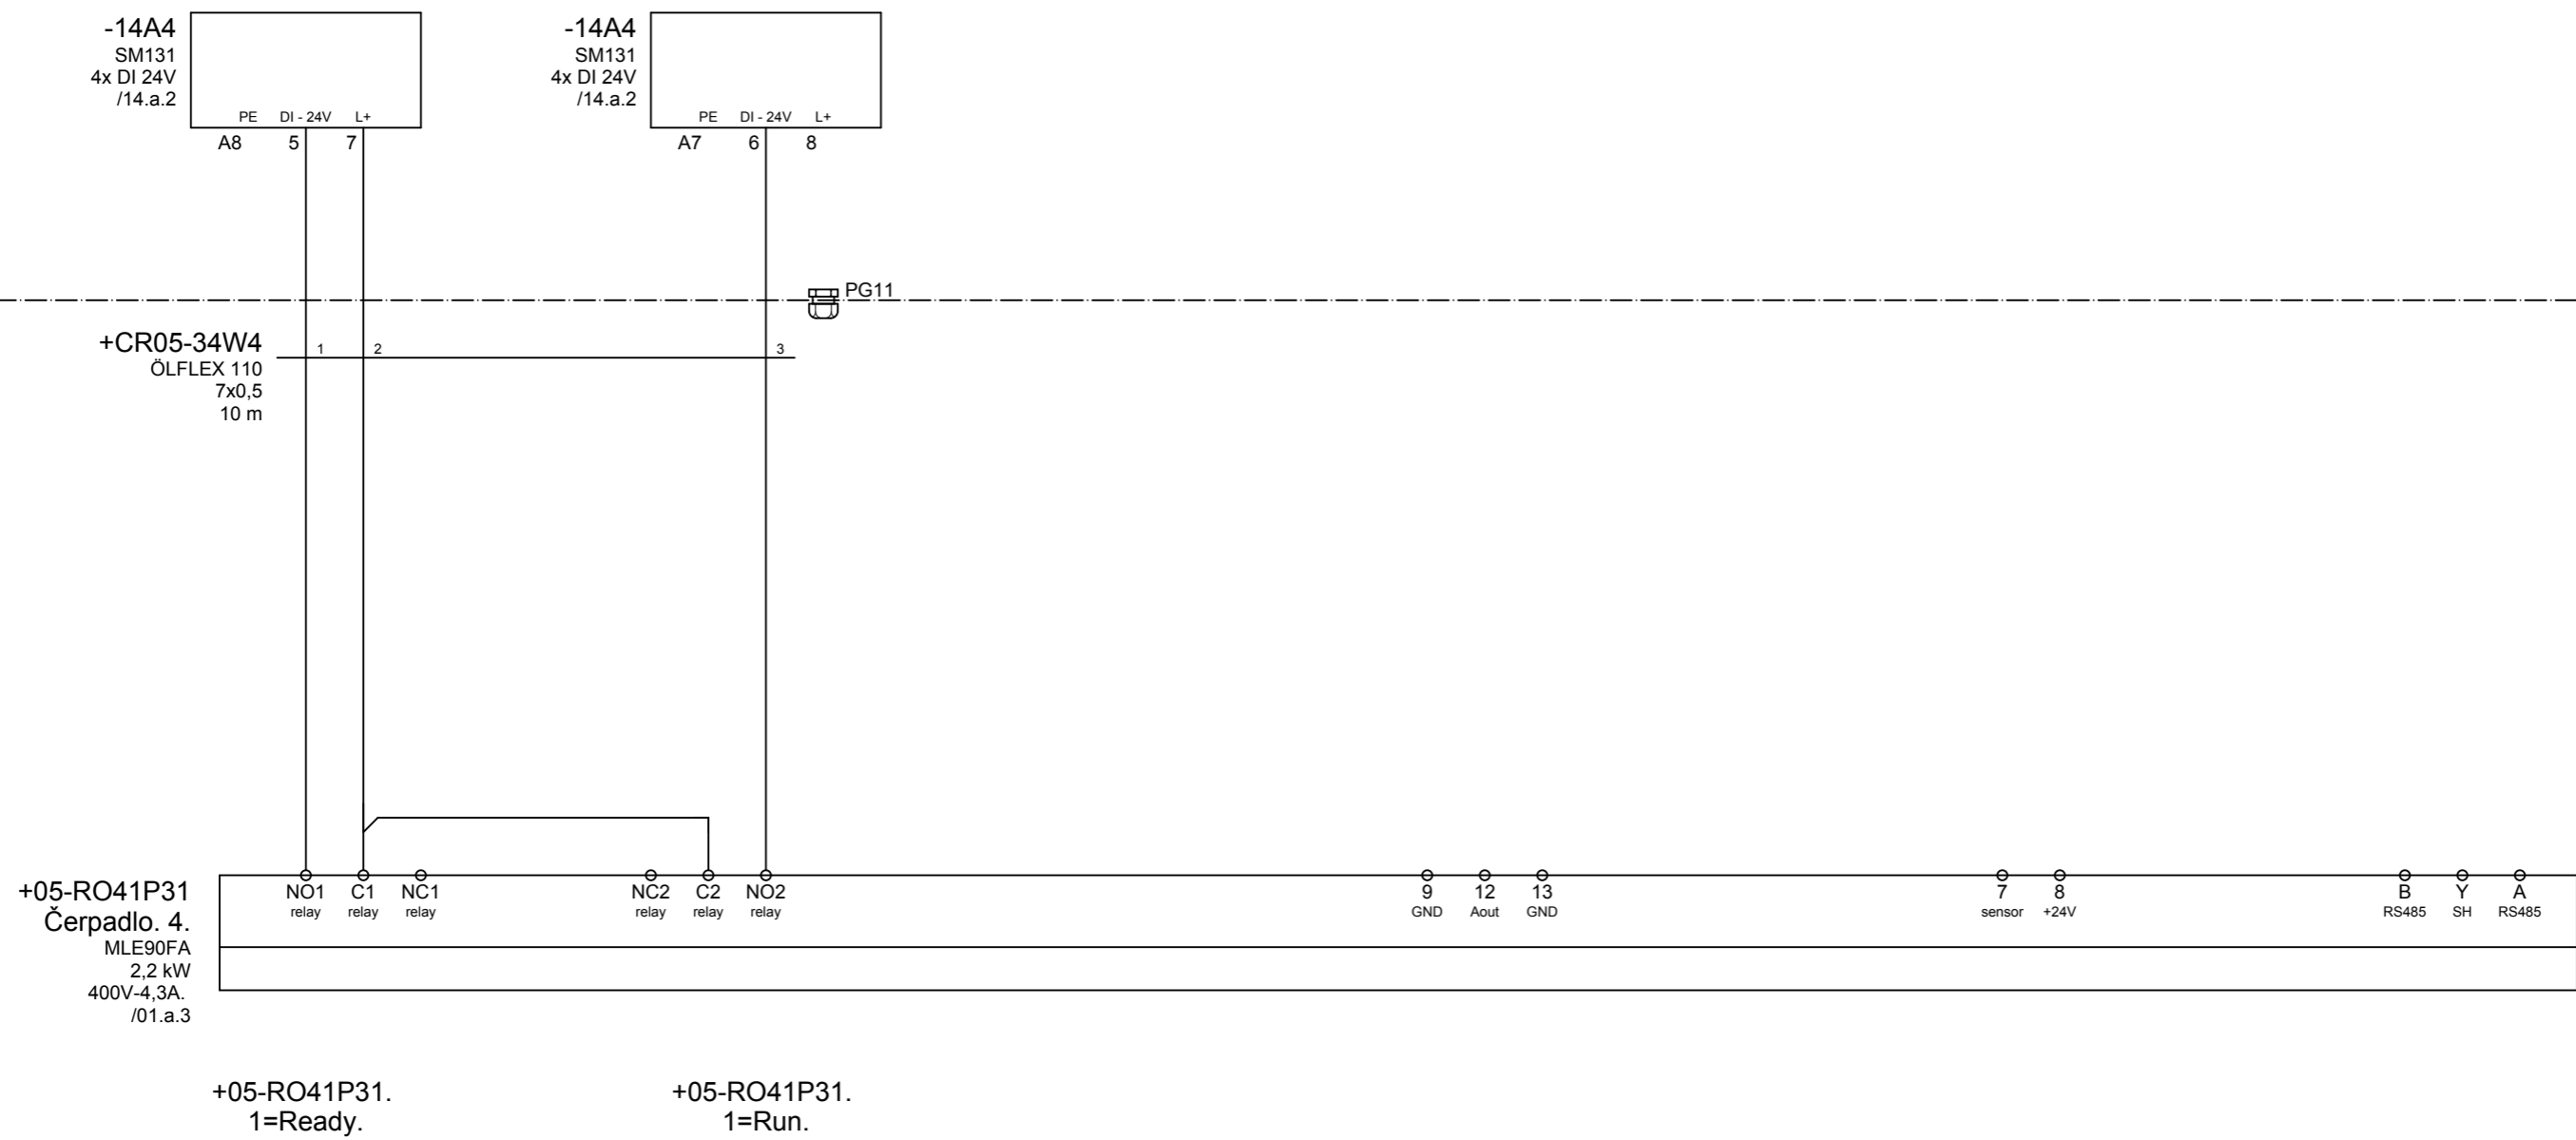 -14A4
SM131
4x DI 24V
/14.a.2
PE DI - 24V L+
A8 5 7
-14A4
SM131
4x DI 24V
/14.a.2
PE DI - 24V L+
A7 6 8
PG11
+CR05-34W4
ÖLFLEX 110
7x0,5
10 m
1 2 3
+05-RO41P31
Čerpadlo. 4.
MLE90FA
2,2 kW
400V-4,3A.
/01.a.3
NO1 C1 NC1 NC2 C2 NO2 9 12 13 7 8 B Y A
relay relay relay relay relay relay GND Aout GND sensor +24V RS485 SH RS485
+05-RO41P31.
1=Ready.
+05-RO41P31.
1=Run.